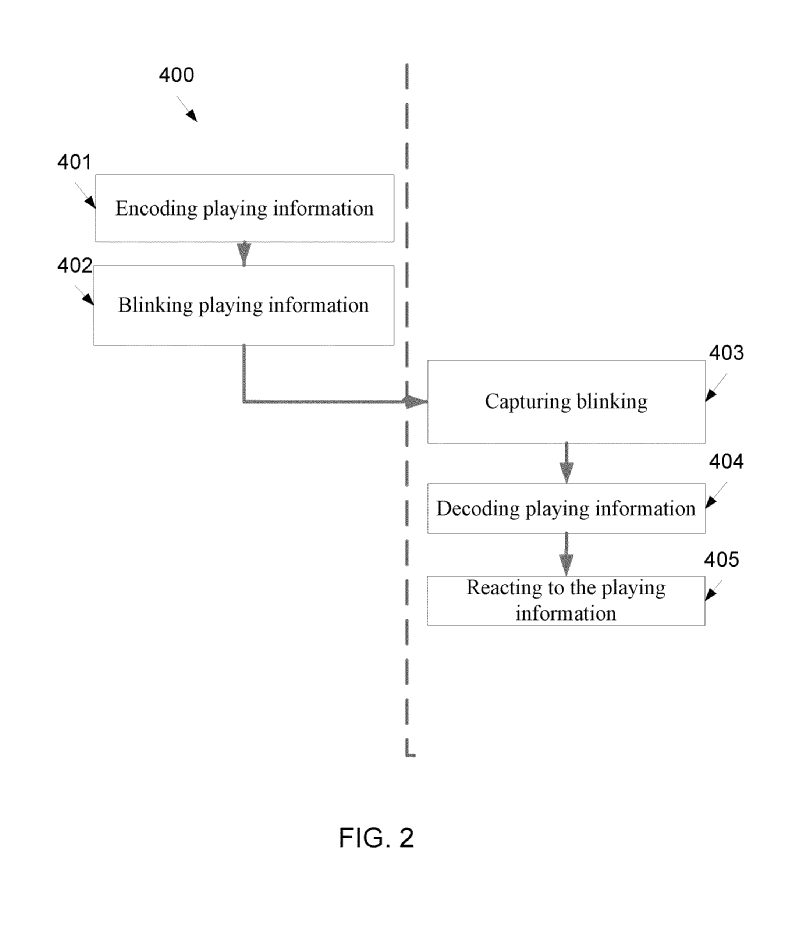 400
401
Encoding playing information
402
Blinking playing information
403
Capturing blinking
404
Decoding playing information
405
Reacting to the playing
information
FIG. 2